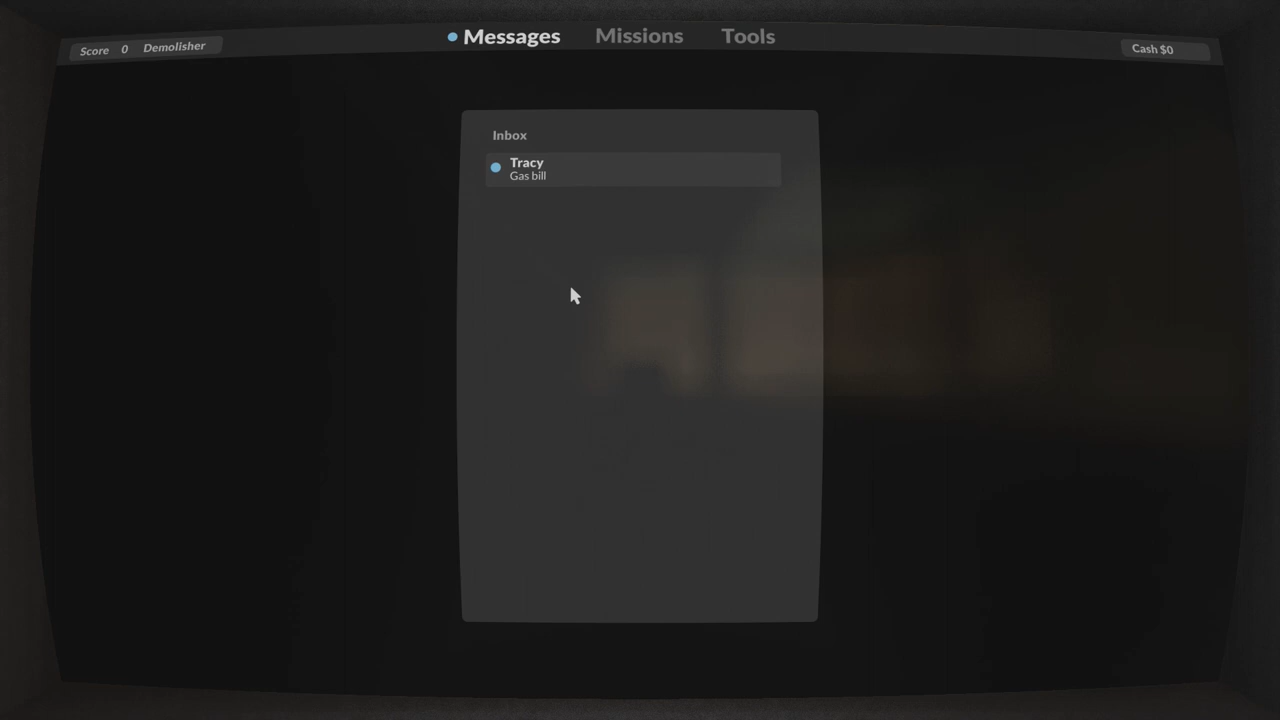 Score 0 Demolisher
Messages Missions Tools
Cash $0
Inbox
Tracy
Gas bill